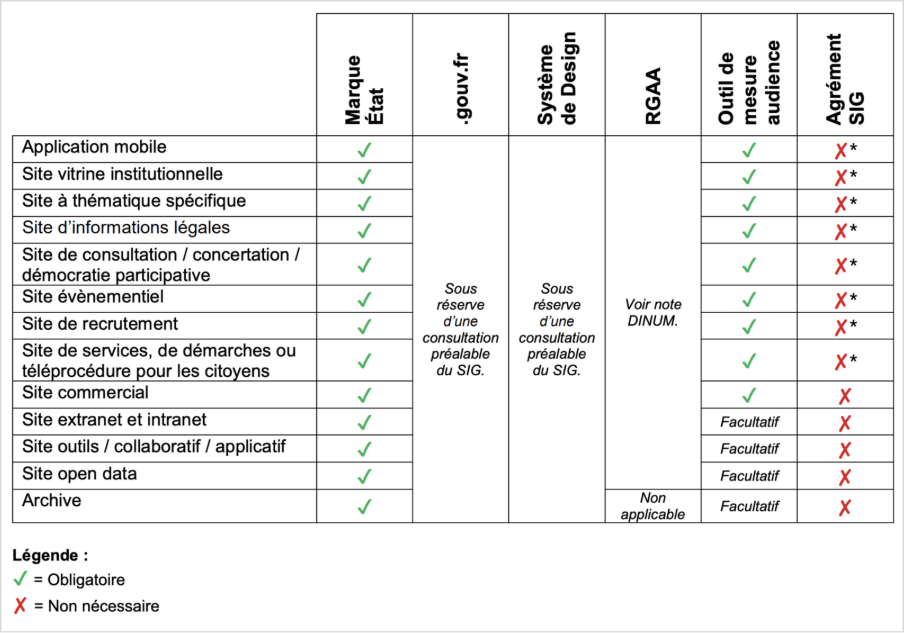 Marque
État
.gouv.fr
Système
de Design
RGAA
Outil de
mesure
audience
Agrément
SIG
Application mobile ✓ ✓ ✗*
Site vitrine institutionnelle ✓ ✓ ✗*
Site à thématique spécifique ✓ ✓ ✗*
Site d’informations légales ✓ ✓ ✗*
Site de consultation / concertation /
démocratie participative ✓ ✓ ✗*
Site évènementiel ✓ ✓ ✗*
Site de recrutement ✓ ✓ ✗*
Site de services, de démarches ou
téléprocédure pour les citoyens ✓ ✓ ✗*
Site commercial ✓ ✓ ✗
Site extranet et intranet ✓ Facultatif ✗
Site outils / collaboratif / applicatif ✓ Facultatif ✗
Site open data ✓ Facultatif ✗
Archive ✓ Facultatif ✗
Sous
réserve
d’une
consultation
préalable
du SIG.
Sous
réserve
d’une
consultation
préalable
du SIG.
Voir note
DINUM.
Non
applicable
Légende :
✓ = Obligatoire
✗ = Non nécessaire